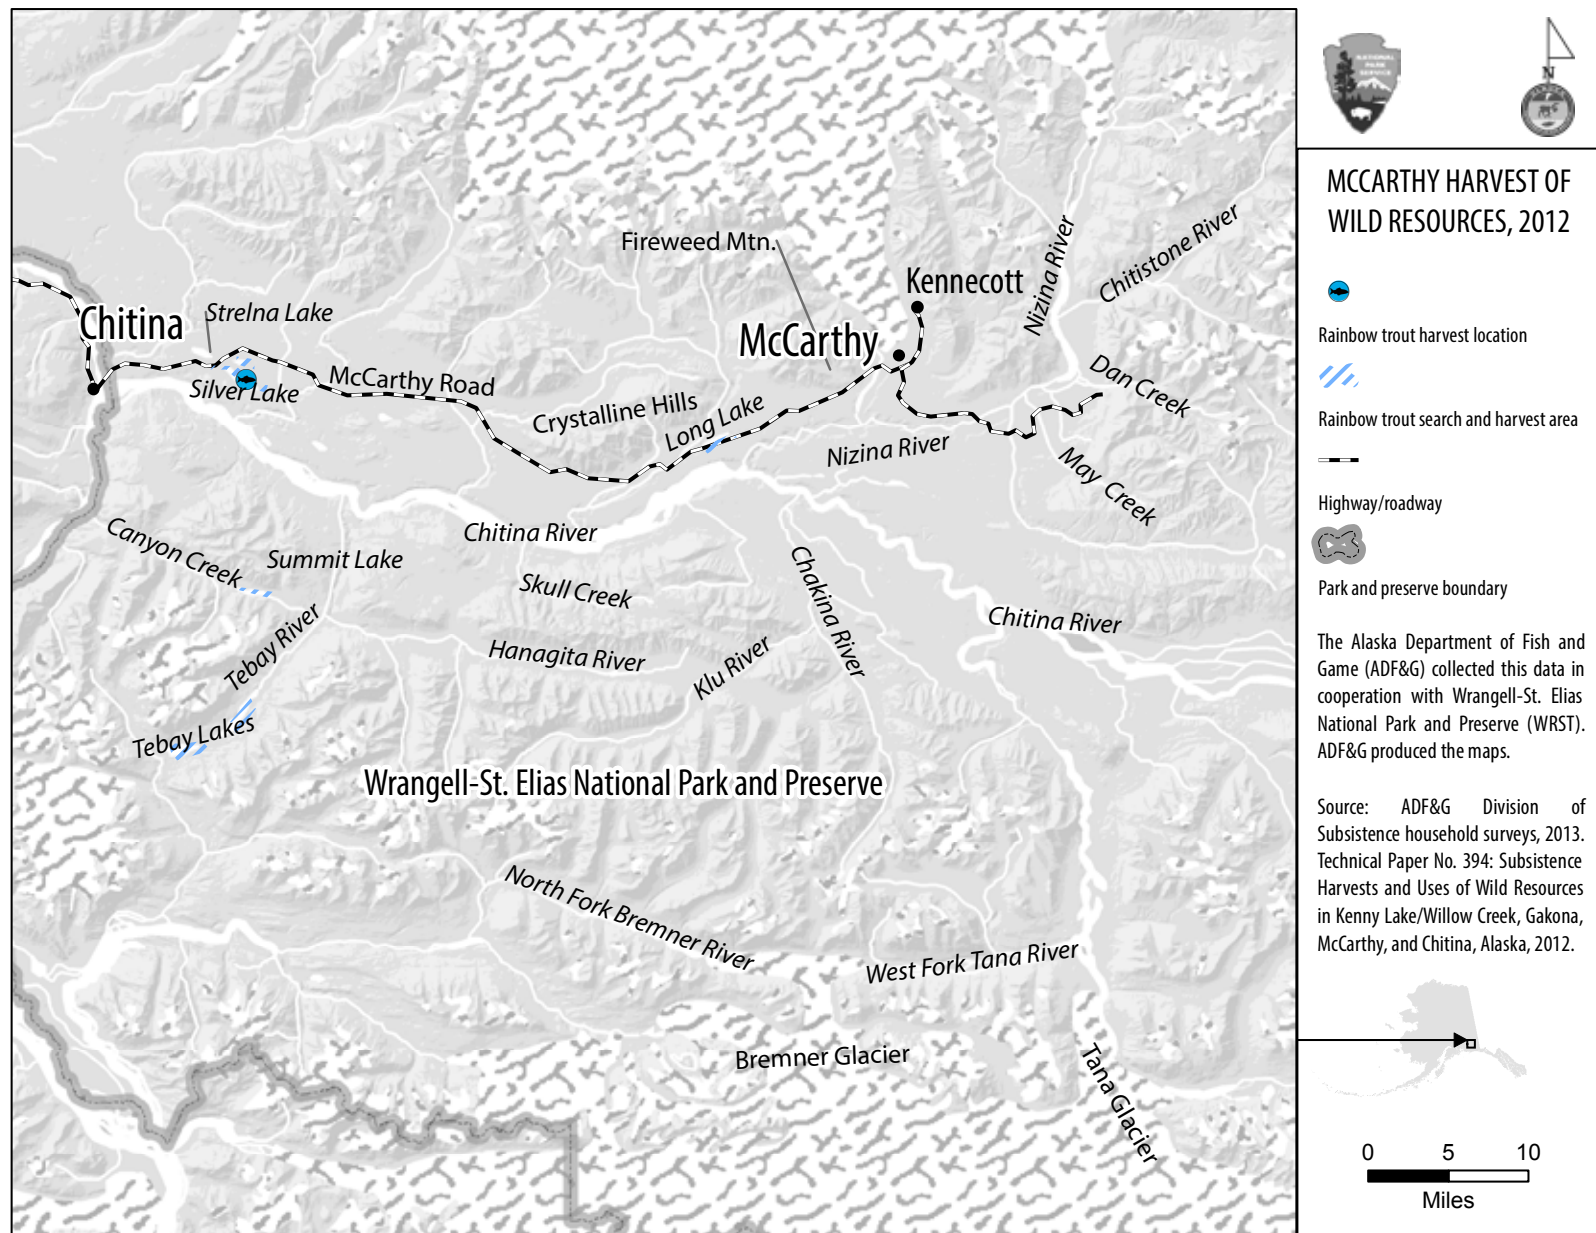 Fireweed Mtn.
Kennecott
Nizina River
Chitistone River
Chitina
Strelna Lake
McCarthy
Silver Lake
McCarthy Road
Crystalline Hills
Long Lake
Dan Creek
Nizina River
May Creek
Canyon Creek
Summit Lake
Chitina River
Skull Creek
Chakina River
Chitina River
Tebay River
Hanagita River
Klu River
Tebay Lakes
Wrangell-St. Elias National Park and Preserve
North Fork Bremner River
West Fork Tana River
Bremner Glacier
Tana Glacier
NATIONAL
PARK
SERVICE
N
MCCARTHY HARVEST OF
WILD RESOURCES, 2012
Rainbow trout harvest location
Rainbow trout search and harvest area
Highway/roadway
Park and preserve boundary
The Alaska Department of Fish and
Game (ADF&G) collected this data in
cooperation with Wrangell-St. Elias
National Park and Preserve (WRST).
ADF&G produced the maps.
Source: ADF&G Division of
Subsistence household surveys, 2013.
Technical Paper No. 394: Subsistence
Harvests and Uses of Wild Resources
in Kenny Lake/Willow Creek, Gakona,
McCarthy, and Chitina, Alaska, 2012.
0 5 10
Miles